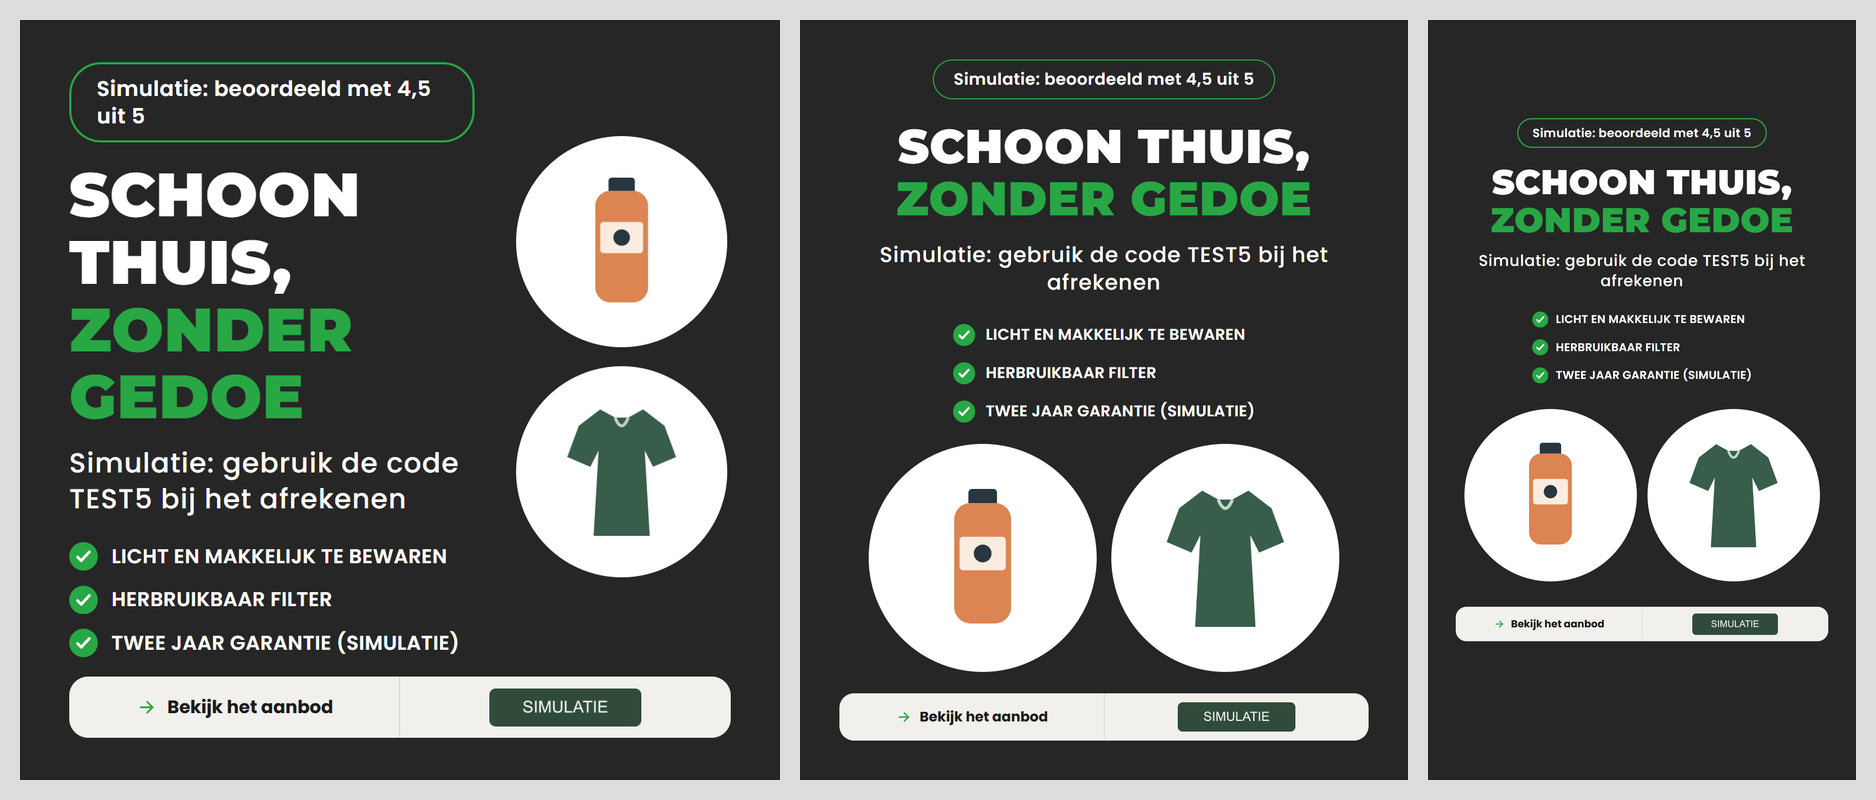 Simulatie: beoordeeld met 4,5
uit 5
SCHOON
THUIS,
ZONDER
GEDOE
Simulatie: gebruik de code
TEST5 bij het afrekenen
LICHT EN MAKKELIJK TE BEWAREN
HERBRUIKBAAR FILTER
TWEE JAAR GARANTIE (SIMULATIE)
Bekijk het aanbod
SIMULATIE
Simulatie: beoordeeld met 4,5 uit 5
SCHOON THUIS,
ZONDER GEDOE
Simulatie: gebruik de code TEST5 bij het
afrekenen
LICHT EN MAKKELIJK TE BEWAREN
HERBRUIKBAAR FILTER
TWEE JAAR GARANTIE (SIMULATIE)
Bekijk het aanbod
SIMULATIE
Simulatie: beoordeeld met 4,5 uit 5
SCHOON THUIS,
ZONDER GEDOE
Simulatie: gebruik de code TEST5 bij het
afrekenen
LICHT EN MAKKELIJK TE BEWAREN
HERBRUIKBAAR FILTER
TWEE JAAR GARANTIE (SIMULATIE)
Bekijk het aanbod
SIMULATIE